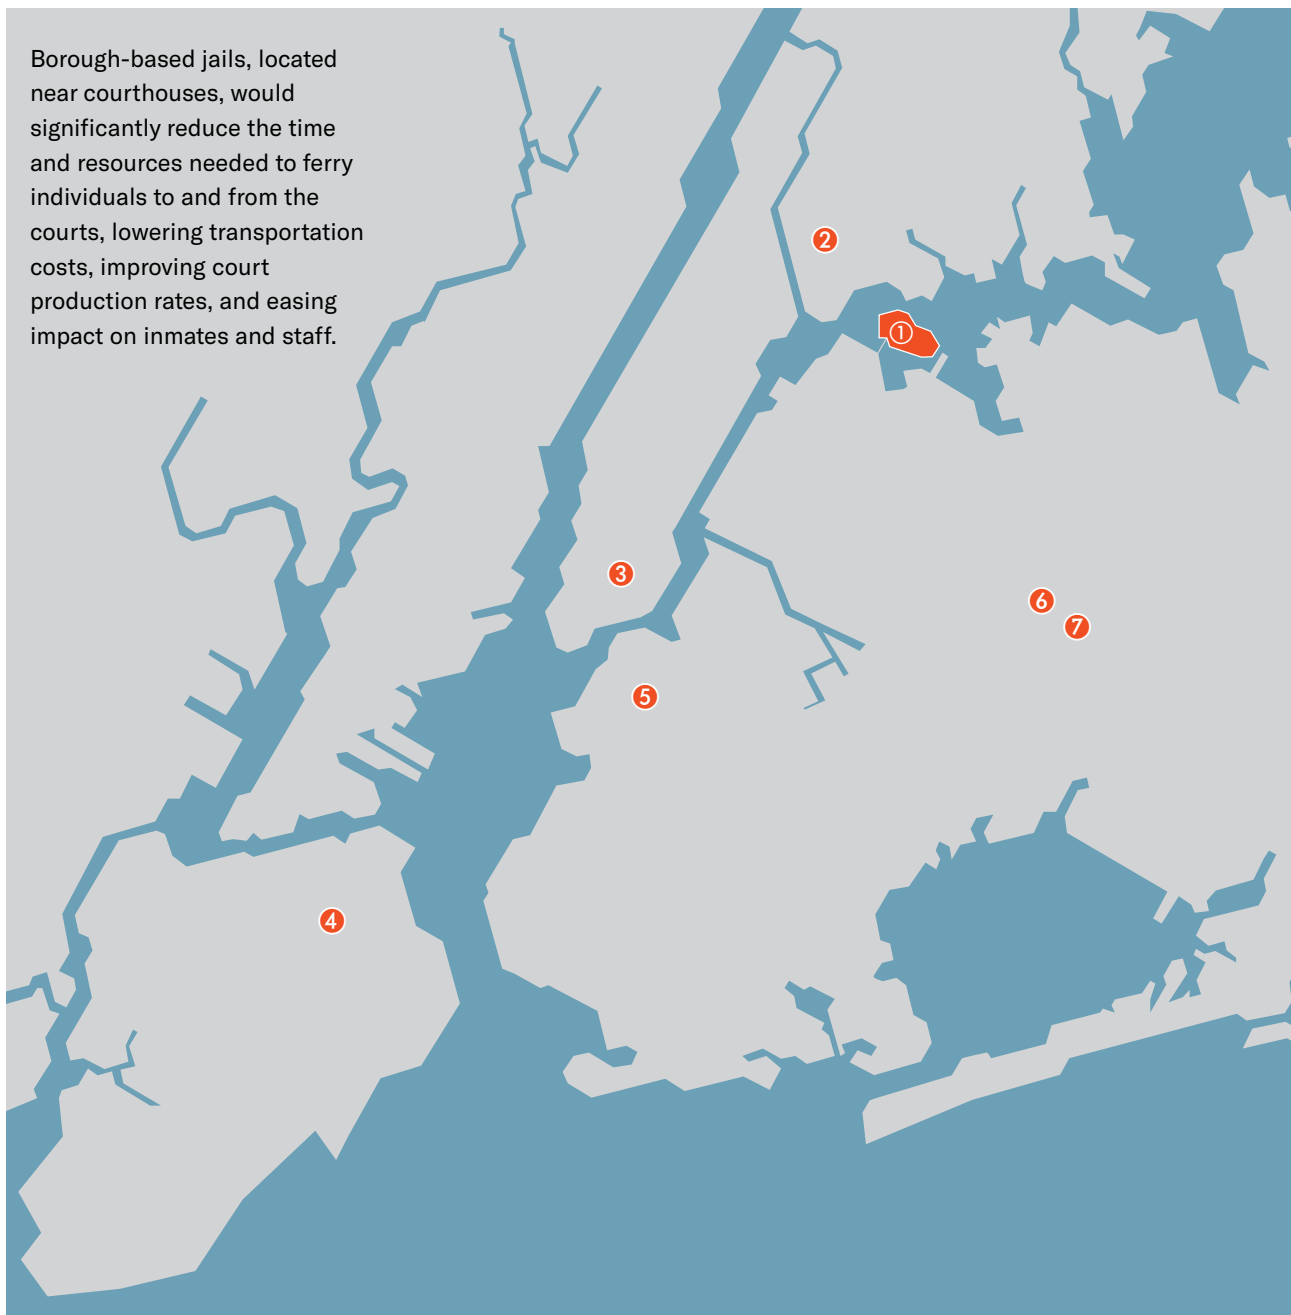 Borough-based jails, located
near courthouses, would
significantly reduce the time
and resources needed to ferry
individuals to and from the
courts, lowering transportation
costs, improving court
production rates, and easing
impact on inmates and staff.
2
1
3
6
7
5
4